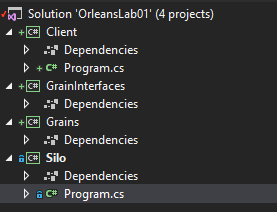 Solution 'OrleansLab01' (4 projects)
C# Client
Dependencies
C# Program.cs
C# GrainInterfaces
Dependencies
C# Grains
Dependencies
C# Silo
Dependencies
C# Program.cs